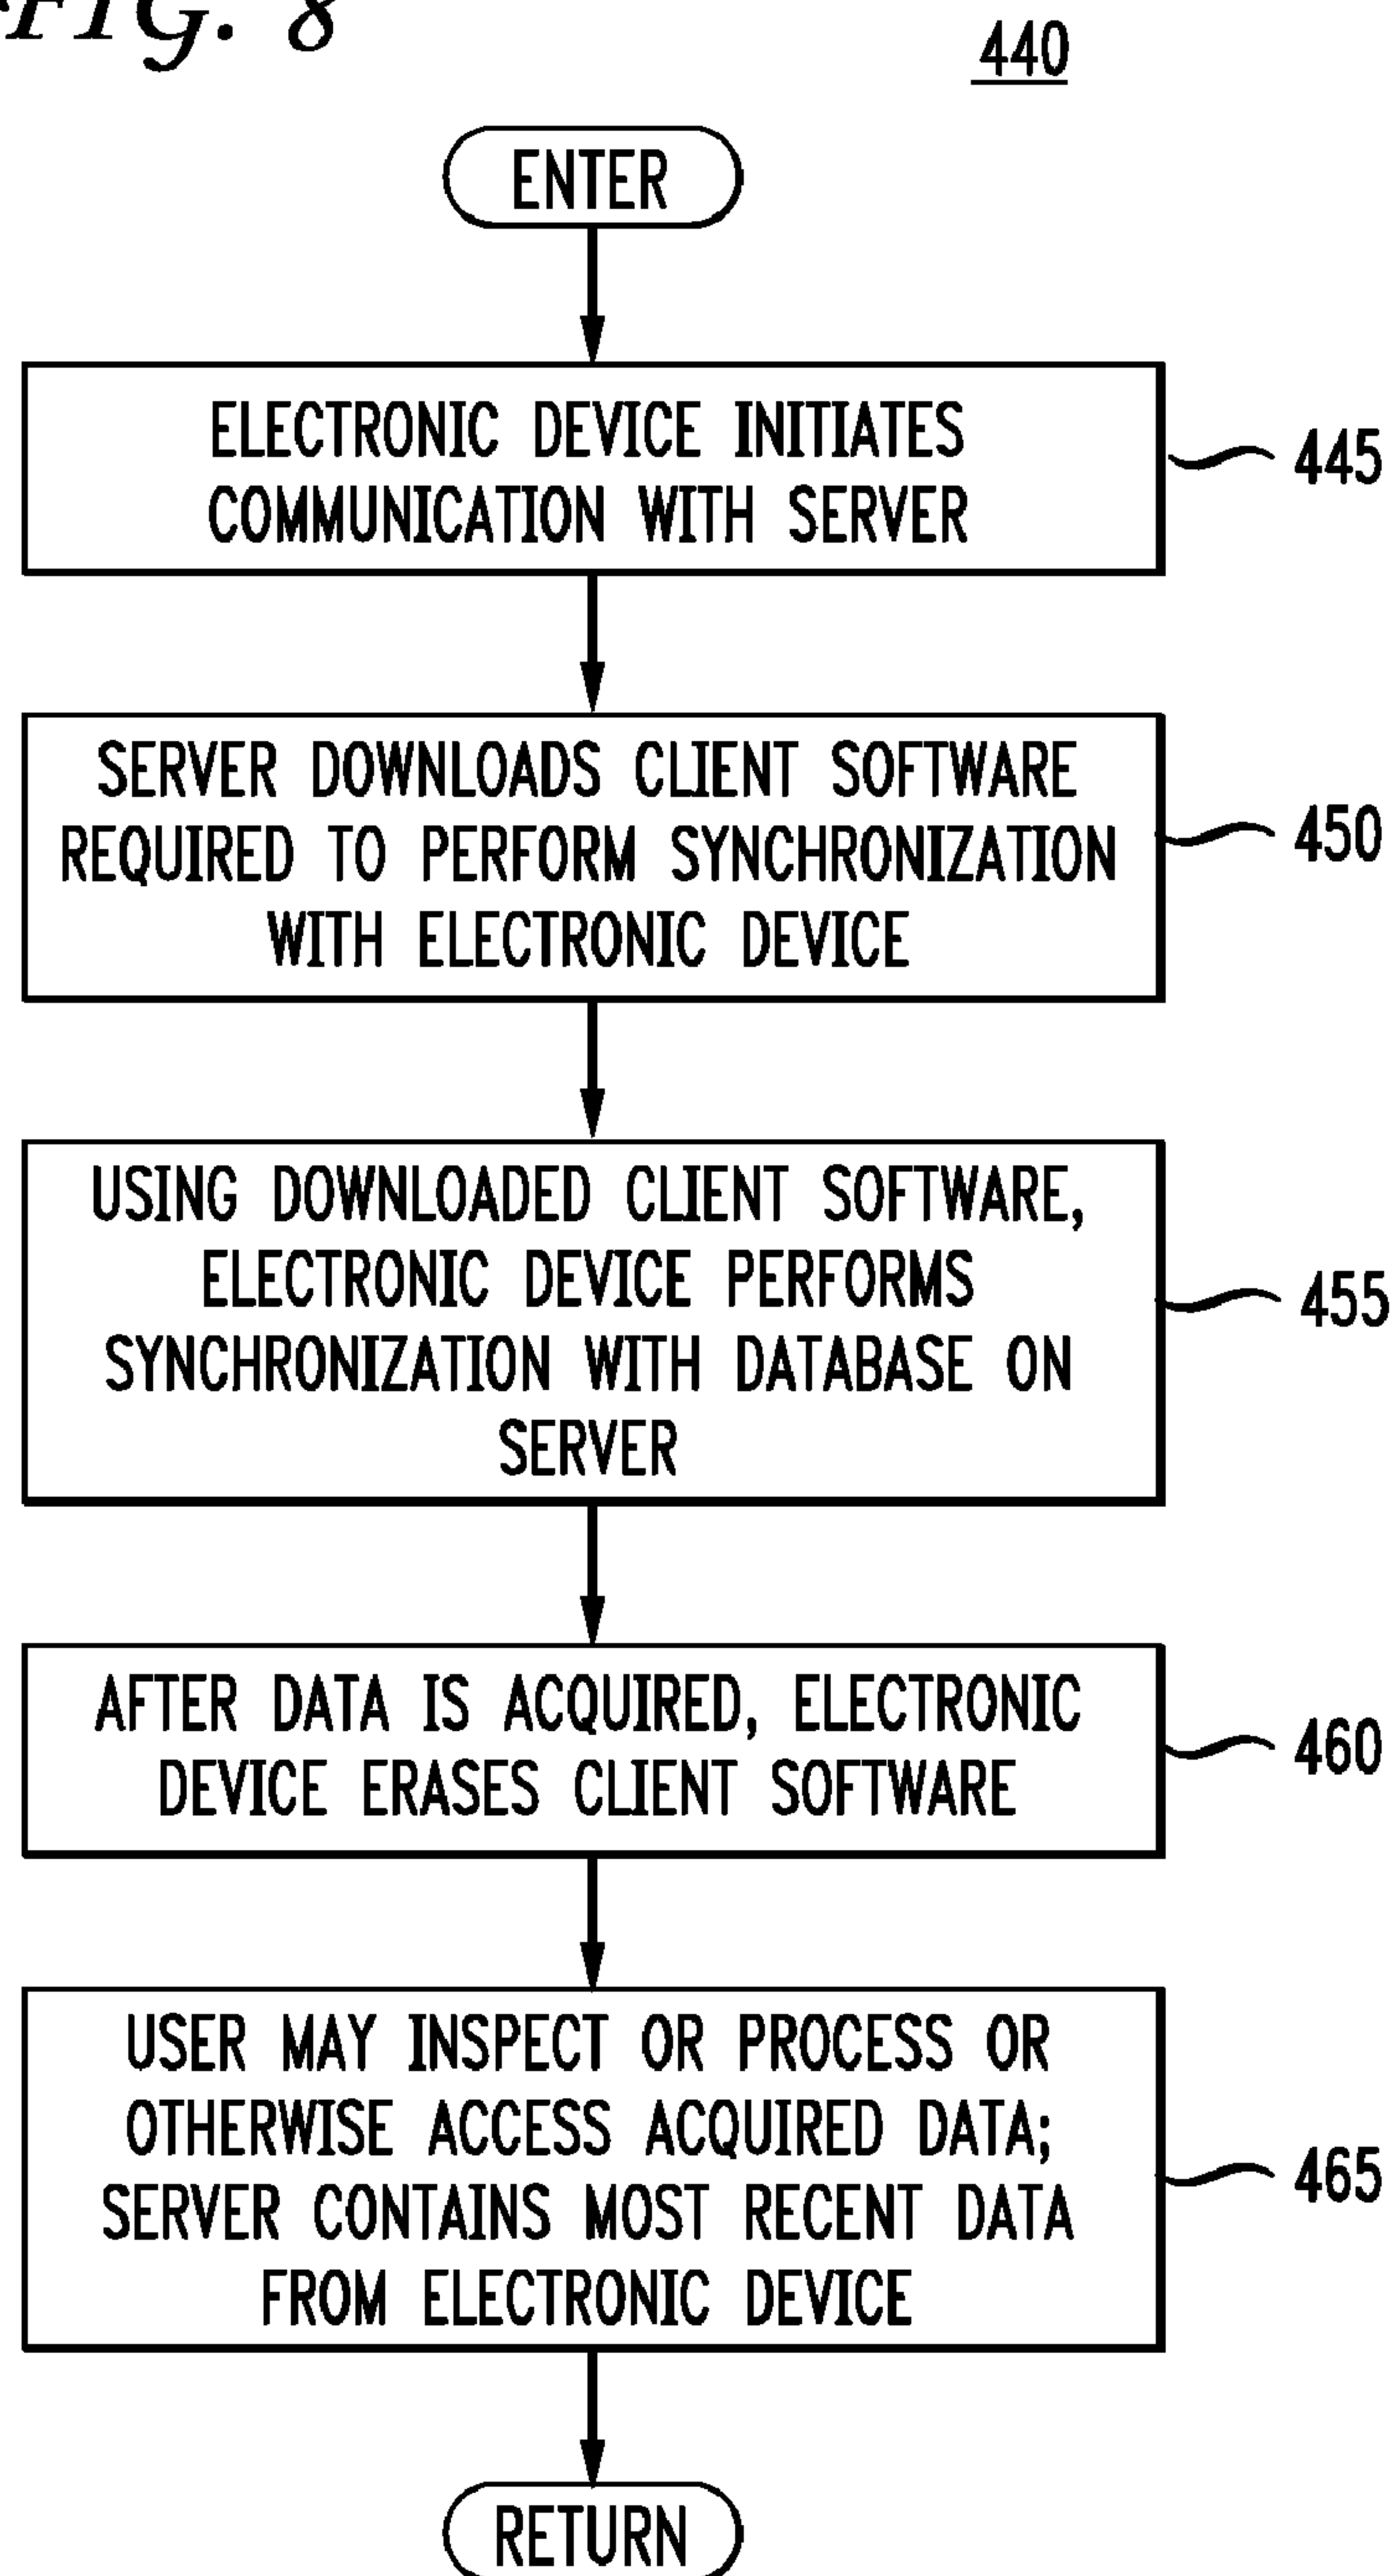 FIG. 8
440
ENTER
ELECTRONIC DEVICE INITIATES
COMMUNICATION WITH SERVER
445
SERVER DOWNLOADS CLIENT SOFTWARE
REQUIRED TO PERFORM SYNCHRONIZATION
WITH ELECTRONIC DEVICE
450
USING DOWNLOADED CLIENT SOFTWARE,
ELECTRONIC DEVICE PERFORMS
SYNCHRONIZATION WITH DATABASE ON
SERVER
455
AFTER DATA IS ACQUIRED, ELECTRONIC
DEVICE ERASES CLIENT SOFTWARE
460
USER MAY INSPECT OR PROCESS OR
OTHERWISE ACCESS ACQUIRED DATA;
SERVER CONTAINS MOST RECENT DATA
FROM ELECTRONIC DEVICE
465
RETURN